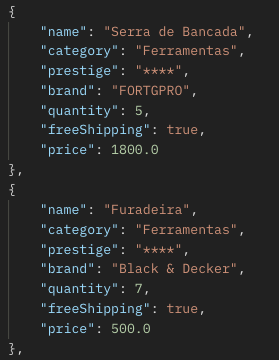 {
"name": "Serra de Bancada",
"category": "Ferramentas",
"prestige": "****",
"brand": "FORTGPRO",
"quantity": 5,
"freeShipping": true,
"price": 1800.0
},
{
"name": "Furadeira",
"category": "Ferramentas",
"prestige": "****",
"brand": "Black & Decker",
"quantity": 7,
"freeShipping": true,
"price": 500.0
},